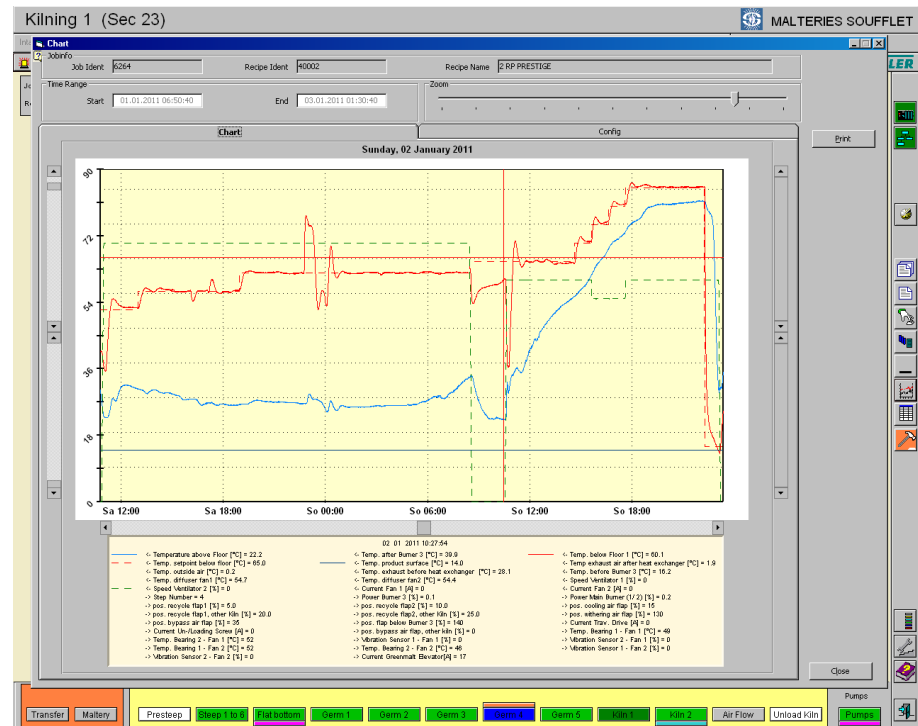 Kilning 1 (Sec 23)
MALTERIES SOUFFLET
Chart
Jobinfo
Job Ident 6264 Recipe Ident 40002 Recipe Name 2 RP PRESTIGE
Time Range
Start 01.01.2011 06:50:40 End 03.01.2011 01:30:40
Zoom
Chart Config
Print
Sunday, 02 January 2011
90
72
54
36
18
0
Sa 12:00 Sa 18:00 So 00:00 So 06:00 So 12:00 So 18:00
02 01 2011 10:27:54
<- Temperature above Floor [°C] = 22.2 <- Temp. after Burner 3 [°C] = 39.9 <- Temp. below Floor 1 [°C] = 60.1
<- Temp. setpoint below floor [°C] = 65.0 <- Temp. product surface [°C] = 14.0 <- Temp exhaust air after heat exchanger [°C] = 1.9
<- Temp. outside air [°C] = 0.2 <- Temp. exhaust before heat exchanger [°C] = 28.1 <- Temp. before Burner 3 [°C] = 16.2
<- Temp. diffuser fan1 [°C] = 54.7 <- Temp. diffuser fan2 [°C] = 54.4 <- Speed Ventilator 1 [%] = 0
<- Speed Ventilator 2 [%] = 0 <- Current Fan 1 [A] = 0 <- Current Fan 2 [A] = 0
-> Step Number = 4 -> Power Burner 3 [%] = 0.1 -> Power Main Burner (1/2) [%] = 0.2
-> pos. recycle flap1 [%] = 5.0 -> pos. recycle flap2 [%] = 10.0 -> pos. cooling air flap [%] = 15
-> pos. recycle flap1, other Kiln [%] = 20.0 -> pos. recycle flap2, other Kiln [%] = 25.0 -> pos. withering air flap [%] = 130
-> pos. bypass air flap [%] = 35 -> pos. flap below Burner 3 [%] = 140 -> Current Trav. Drive [A] = 0
-> Current Un-/Loading Screw [A] = 0 -> pos. bypass air flap, other kiln [%] = 0 -> Temp. Bearing 1 - Fan 1 [%] = 49
-> Temp. Bearing 2 - Fan 1 [%] = 52 -> Vibration Sensor 1 - Fan 1 [%] = 0 -> Vibration Sensor 2 - Fan 1 [%] = 0
-> Temp. Bearing 1 - Fan 2 [%] = 52 -> Temp. Bearing 2 - Fan 2 [%] = 46 -> Vibration Sensor 1 - Fan 2 [%] = 0
-> Vibration Sensor 2 - Fan 2 [%] = 0 -> Current Greenmalt Elevator[A] = 17
Close
Pumps
Transfer Maltery Presteep Steep 1 to 6 Flat bottom Germ 1 Germ 2 Germ 3 Germ 4 Germ 5 Kiln 1 Kiln 2 Air Flow Unload Kiln Pumps